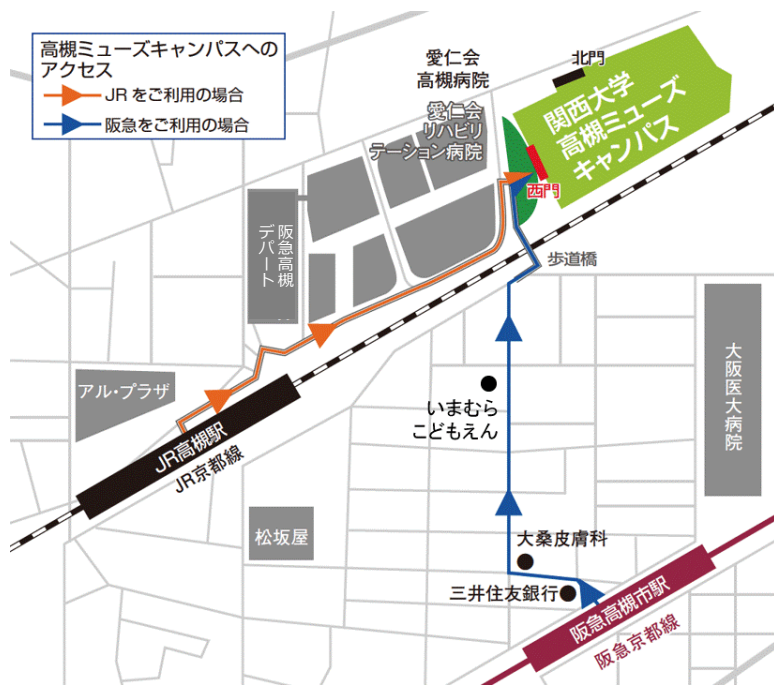 高槻ミューズキャンパスへの
アクセス
JRをご利用の場合
阪急をご利用の場合
愛仁会
高槻病院
北門
関西大学
高槻ミューズ
キャンパス
愛仁会
リハビリ
テーション病院
西門
阪急高槻
デパート
歩道橋
アル・プラザ
大阪医大病院
いまむら
こどもえん
JR高槻駅
JR京都線
松坂屋
大桑皮膚科
三井住友銀行
阪急高槻市駅
阪急京都線